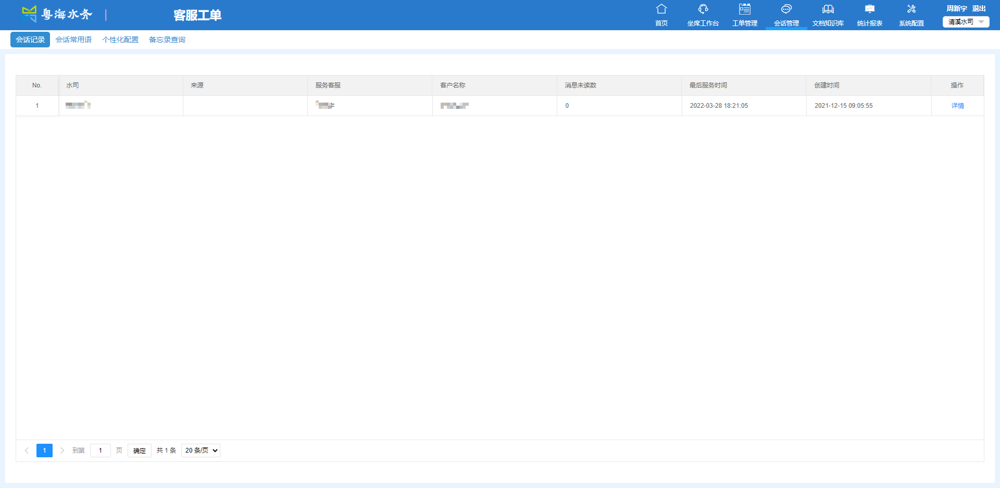 粤海水务 | 客服工单
首页 坐席工作台 工单管理 会话管理 文档知识库 统计报表 系统配置
周新宇 退出
清溪水司
会话记录 会话常用语 个性化配置 备忘录查询
No. 水司 来源 服务客服 客户名称 消息未读数 最后服务时间 创建时间 操作
1 0 2022-03-28 18:21:05 2021-12-15 09:05:55 详情
1 到第 1 页 确定 共 1 条 20 条/页